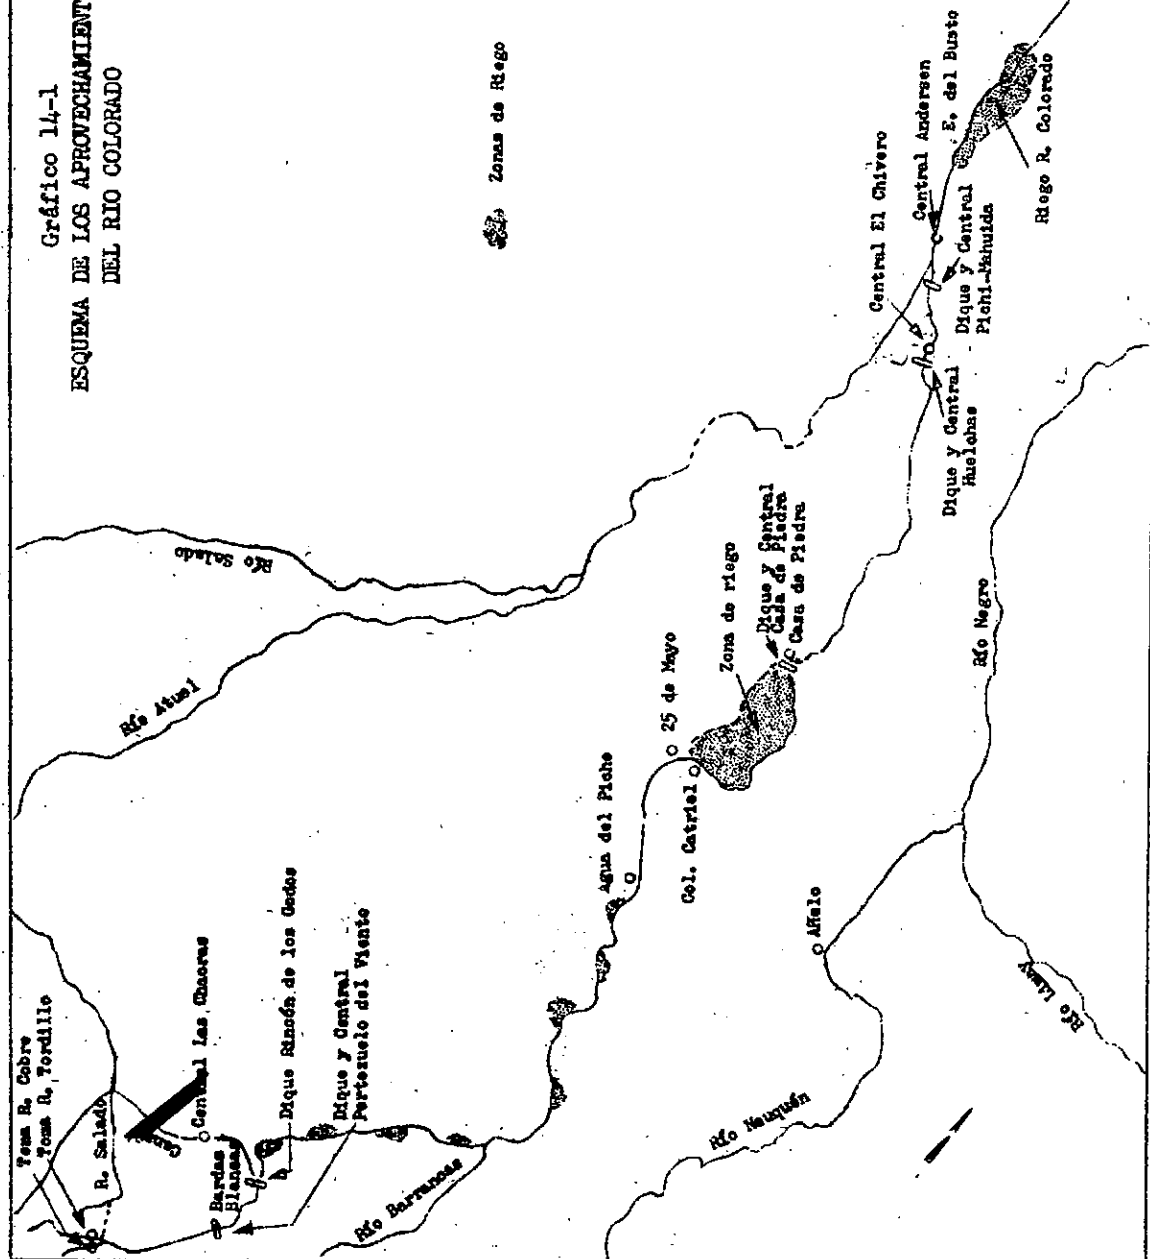 Gráfico 14-1
ESQUEMA DE LOS APROVECHAMIENT
DEL RIO COLORADO
Zonas de Riego
Toma R. Cobre
Toma R. Tordillo
R. Salado
Canal
Central Las Chacras
Bardas
Blancas
Dique Rincón de los Godos
Dique y Central
Portezuelo del Viento
Río Barrancas
Río Atuel
Río Salado
Agua del Piche
25 de Mayo
Col. Catriel
Zona de riego
Dique y Central
Casa de Piedra
Casa de Piedra
Añelo
Río Neuquén
Río Limay
Río Negro
Dique y Central
Huelches
Central El Chivero
Dique y Central
Pichi-Mahuida
Central Andersen
E. del Busto
Riego R. Colorado